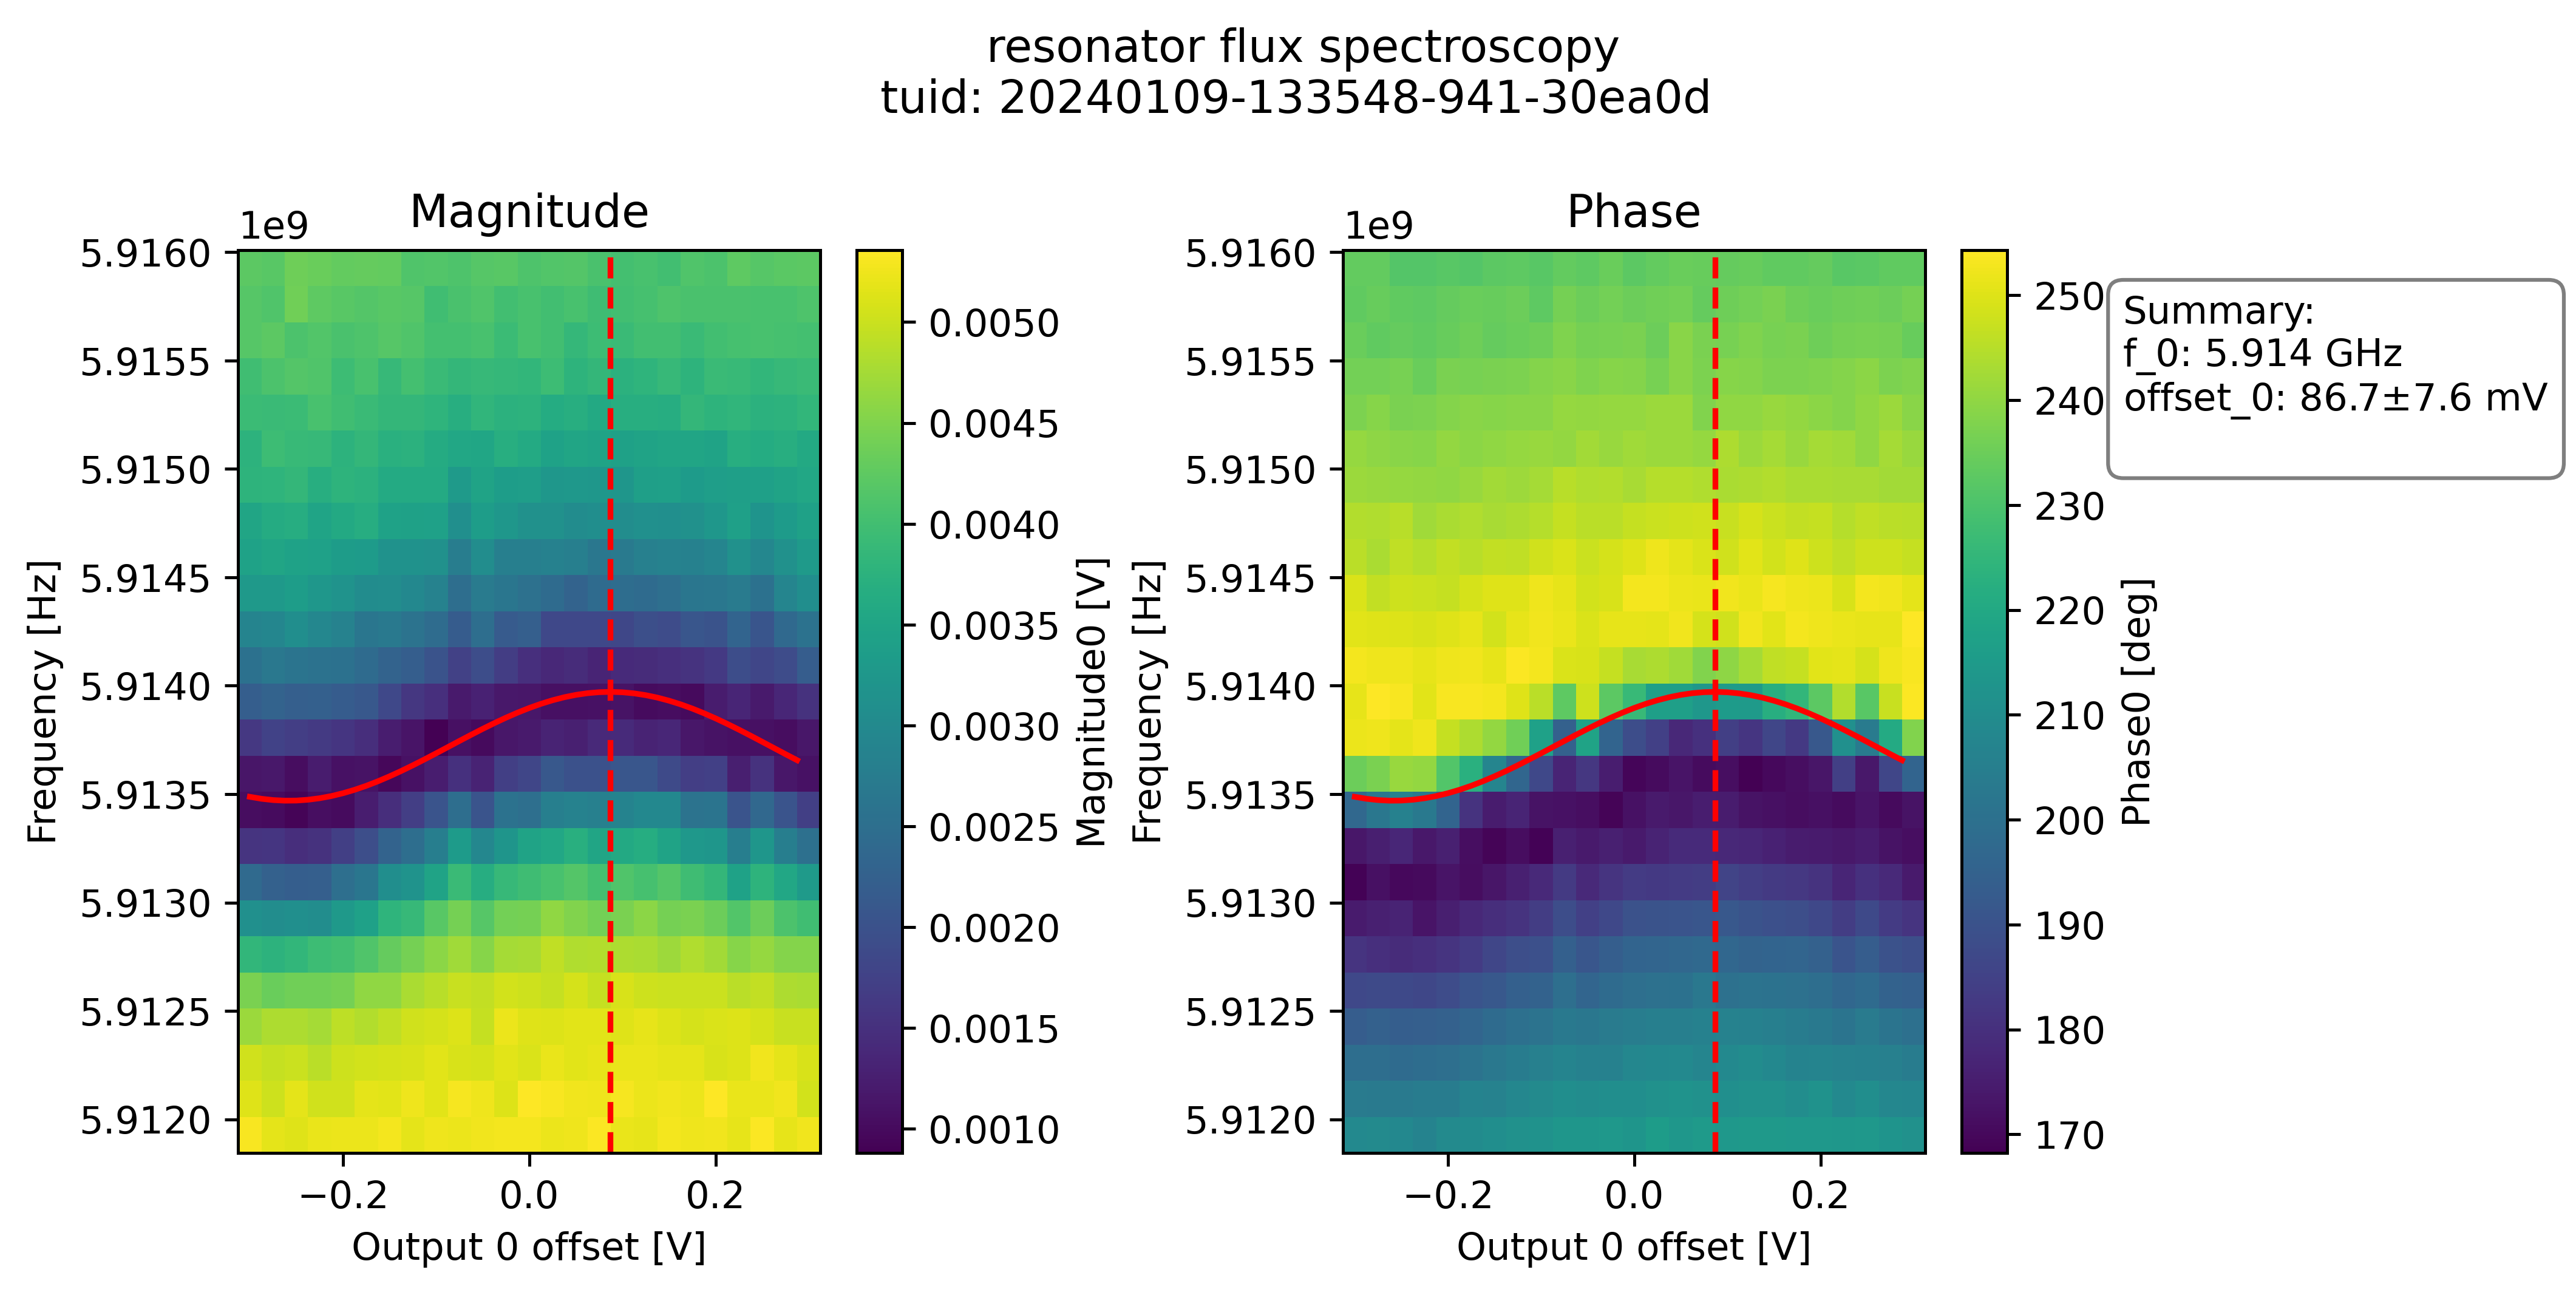 resonator flux spectroscopy
tuid: 20240109-133548-941-30ea0d
Magnitude
1e9
5.9160
5.9155
5.9150
5.9145
5.9140
5.9135
5.9130
5.9125
5.9120
Frequency [Hz]
−0.2
0.0
0.2
Output 0 offset [V]
0.0050
0.0045
0.0040
0.0035
0.0030
0.0025
0.0020
0.0015
0.0010
Magnitude0 [V]
Phase
1e9
5.9160
5.9155
5.9150
5.9145
5.9140
5.9135
5.9130
5.9125
5.9120
Frequency [Hz]
−0.2
0.0
0.2
Output 0 offset [V]
250
240
230
220
210
200
190
180
170
Phase0 [deg]
Summary:
f_0: 5.914 GHz
offset_0: 86.7±7.6 mV